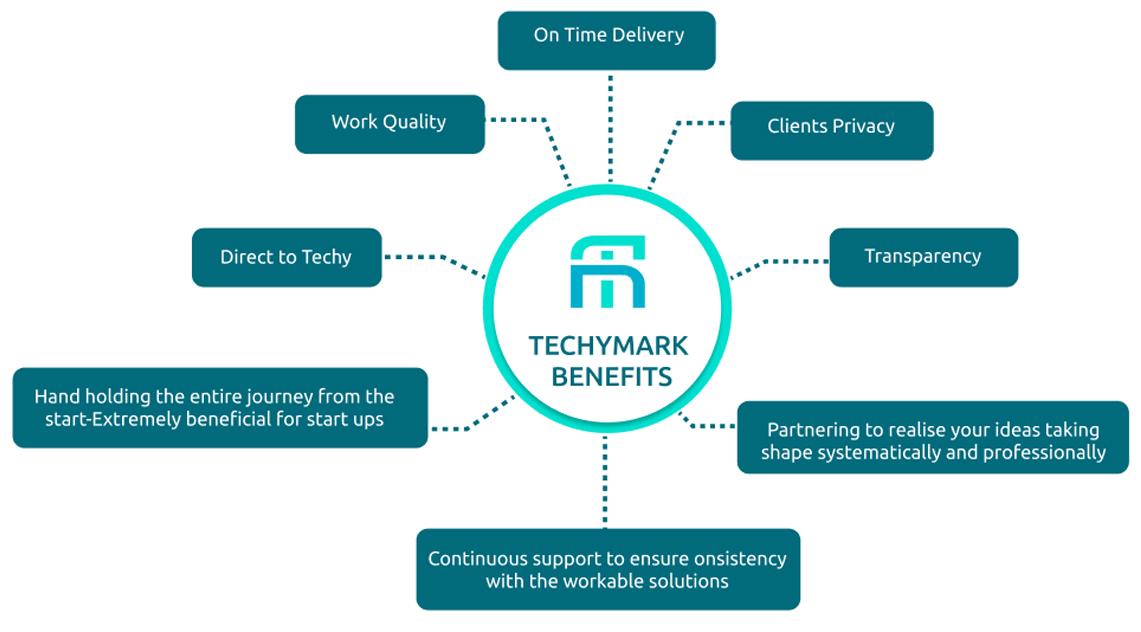 On Time Delivery
Work Quality
Clients Privacy
Direct to Techy
Transparency
TECHYMARK
BENEFITS
Hand holding the entire journey from the
start-Extremely beneficial for start ups
Partnering to realise your ideas taking
shape systematically and professionally
Continuous support to ensure onsistency
with the workable solutions